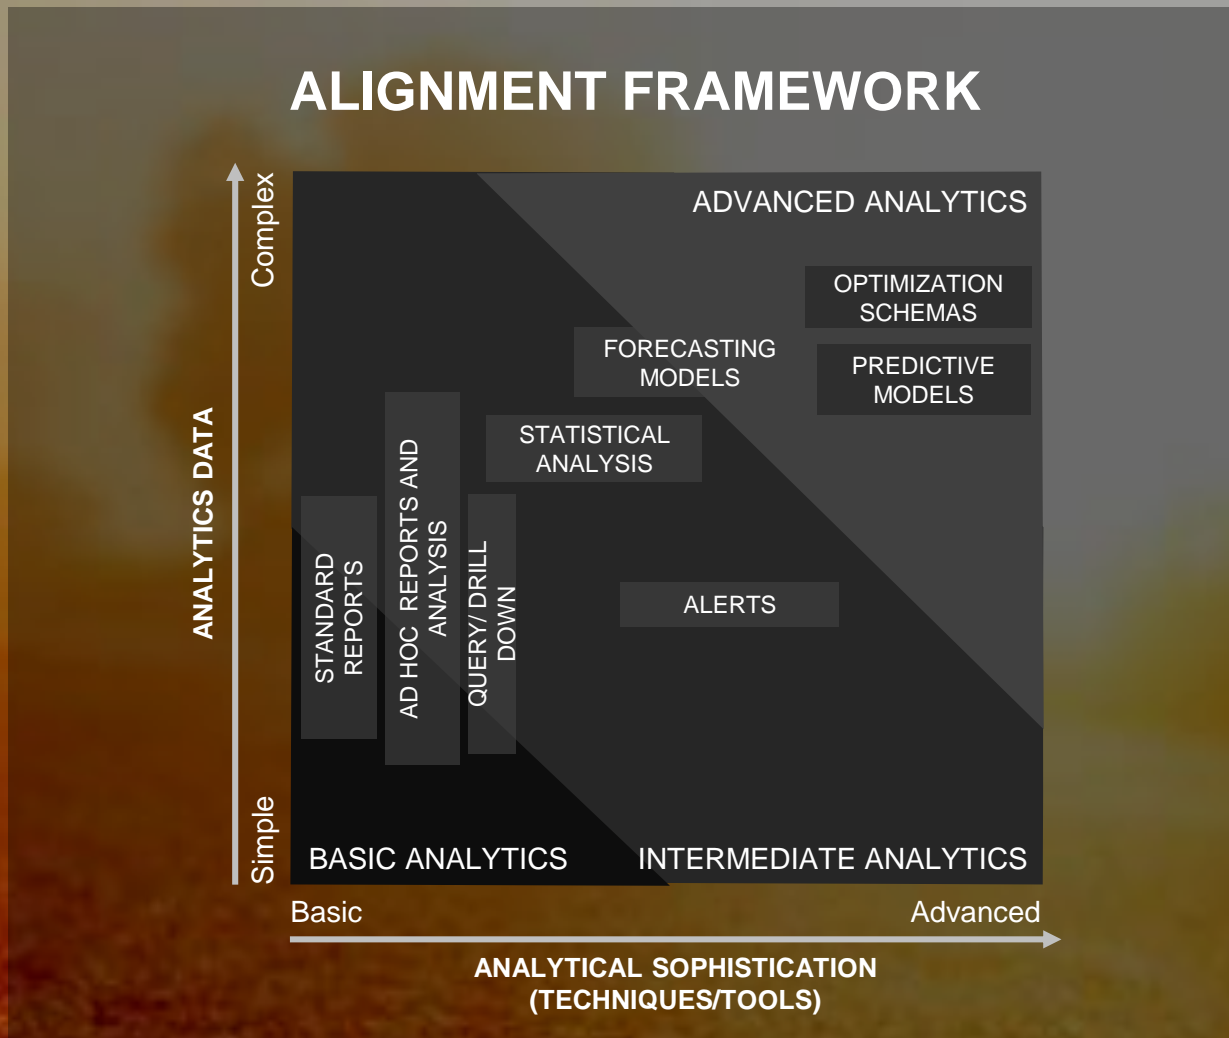 ALIGNMENT FRAMEWORK
Complex
ADVANCED ANALYTICS
OPTIMIZATION
SCHEMAS
FORECASTING
MODELS
PREDICTIVE
MODELS
STATISTICAL
ANALYSIS
ANALYTICS DATA
STANDARD
REPORTS
AD HOC REPORTS AND
ANALYSIS
QUERY/ DRILL
DOWN
ALERTS
Simple
BASIC ANALYTICS
INTERMEDIATE ANALYTICS
Basic
Advanced
ANALYTICAL SOPHISTICATION
(TECHNIQUES/TOOLS)